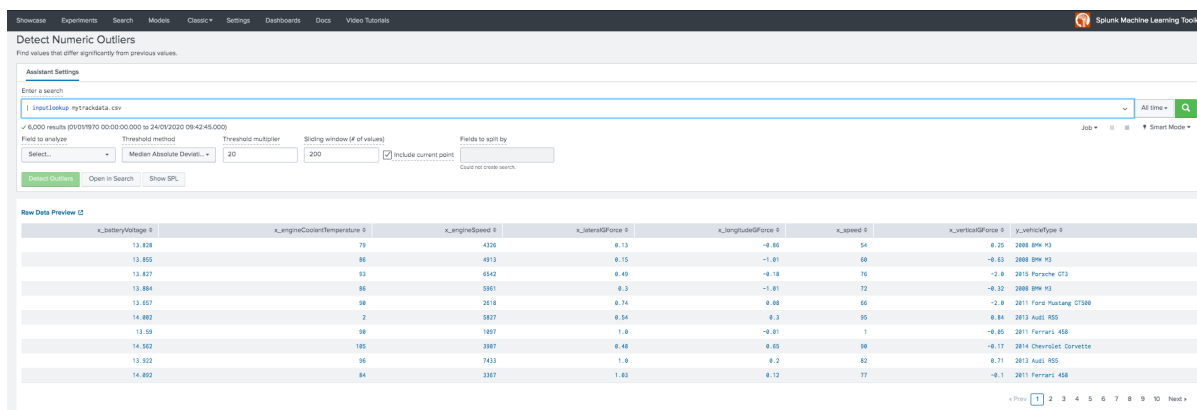 Showcase Experiments Search Models Classic Settings Dashboards Docs Video Tutorials Splunk Machine Learning Toolkit
Detect Numeric Outliers
Find values that differ significantly from previous values.
Assistant Settings
Enter a search
| inputlookup mytrackdata.csv All time
✓ 6,000 results (01/01/1970 00:00:00.000 to 24/01/2020 09:42:45.000) Job Smart Mode
Field to analyze Threshold method Threshold multiplier Sliding window (# of values) Fields to split by
Select... Median Absolute Deviati... 20 200 Include current point
Could not create search.
Detect Outliers Open in Search Show SPL
Raw Data Preview
x_batteryVoltage x_engineCoolantTemperature x_engineSpeed x_lateralGForce x_longitudeGForce x_speed x_verticalGForce y_vehicleType
13.828 79 4326 0.13 -0.86 54 0.25 2008 BMW M3
13.855 86 4913 0.15 -1.01 60 -0.63 2008 BMW M3
13.827 93 6542 0.49 -0.18 76 -2.0 2015 Porsche GT3
13.884 86 5961 0.3 -1.01 72 -0.32 2008 BMW M3
13.657 90 2618 0.74 0.08 66 -2.0 2011 Ford Mustang GT500
14.002 2 5827 0.54 0.3 95 0.84 2013 Audi RS5
13.59 90 1097 1.0 -0.01 1 -0.05 2011 Ferrari 458
14.562 105 3907 0.48 0.65 90 -0.17 2014 Chevrolet Corvette
13.922 96 7433 1.0 0.2 82 0.71 2013 Audi RS5
14.092 84 3367 1.03 0.12 77 -0.1 2011 Ferrari 458
« Prev 1 2 3 4 5 6 7 8 9 10 Next »